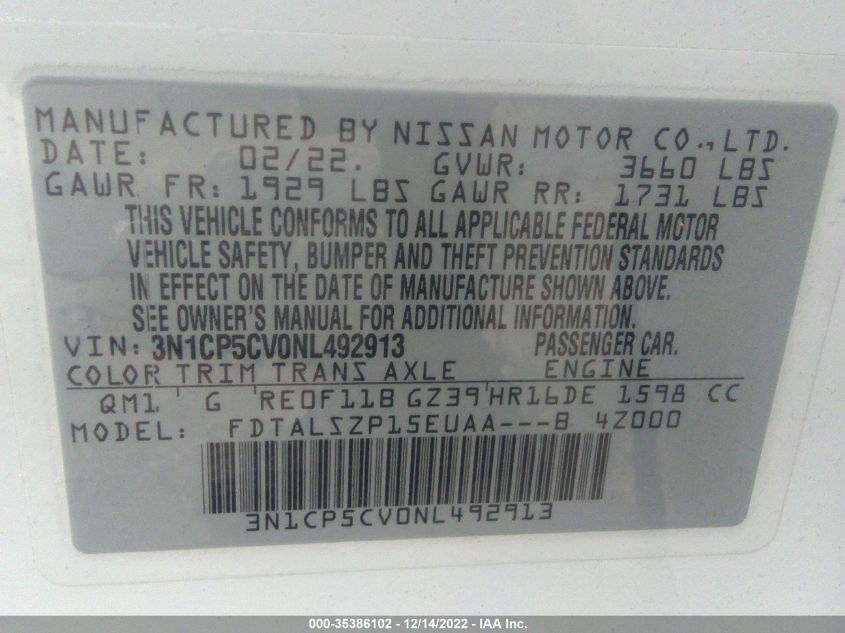 MANUFACTURED BY NISSAN MOTOR CO.,LTD.
DATE: 02/22. GVWR: 3660 LBS
GAWR FR: 1929 LBS GAWR RR: 1731 LBS
THIS VEHICLE CONFORMS TO ALL APPLICABLE FEDERAL MOTOR
VEHICLE SAFETY, BUMPER AND THEFT PREVENTION STANDARDS
IN EFFECT ON THE DATE OF MANUFACTURE SHOWN ABOVE.
SEE OWNER'S MANUAL FOR ADDITIONAL INFORMATION.
VIN: 3N1CP5CV0NL492913 PASSENGER CAR.
COLOR TRIM TRANS AXLE ENGINE
QM1 G RE0F11B GZ39 HR16DE 1598 CC
MODEL: FDTALSZP15EUAA---B 4Z000
3N1CP5CV0NL492913
000-35386102 - 12/14/2022 - IAA Inc.